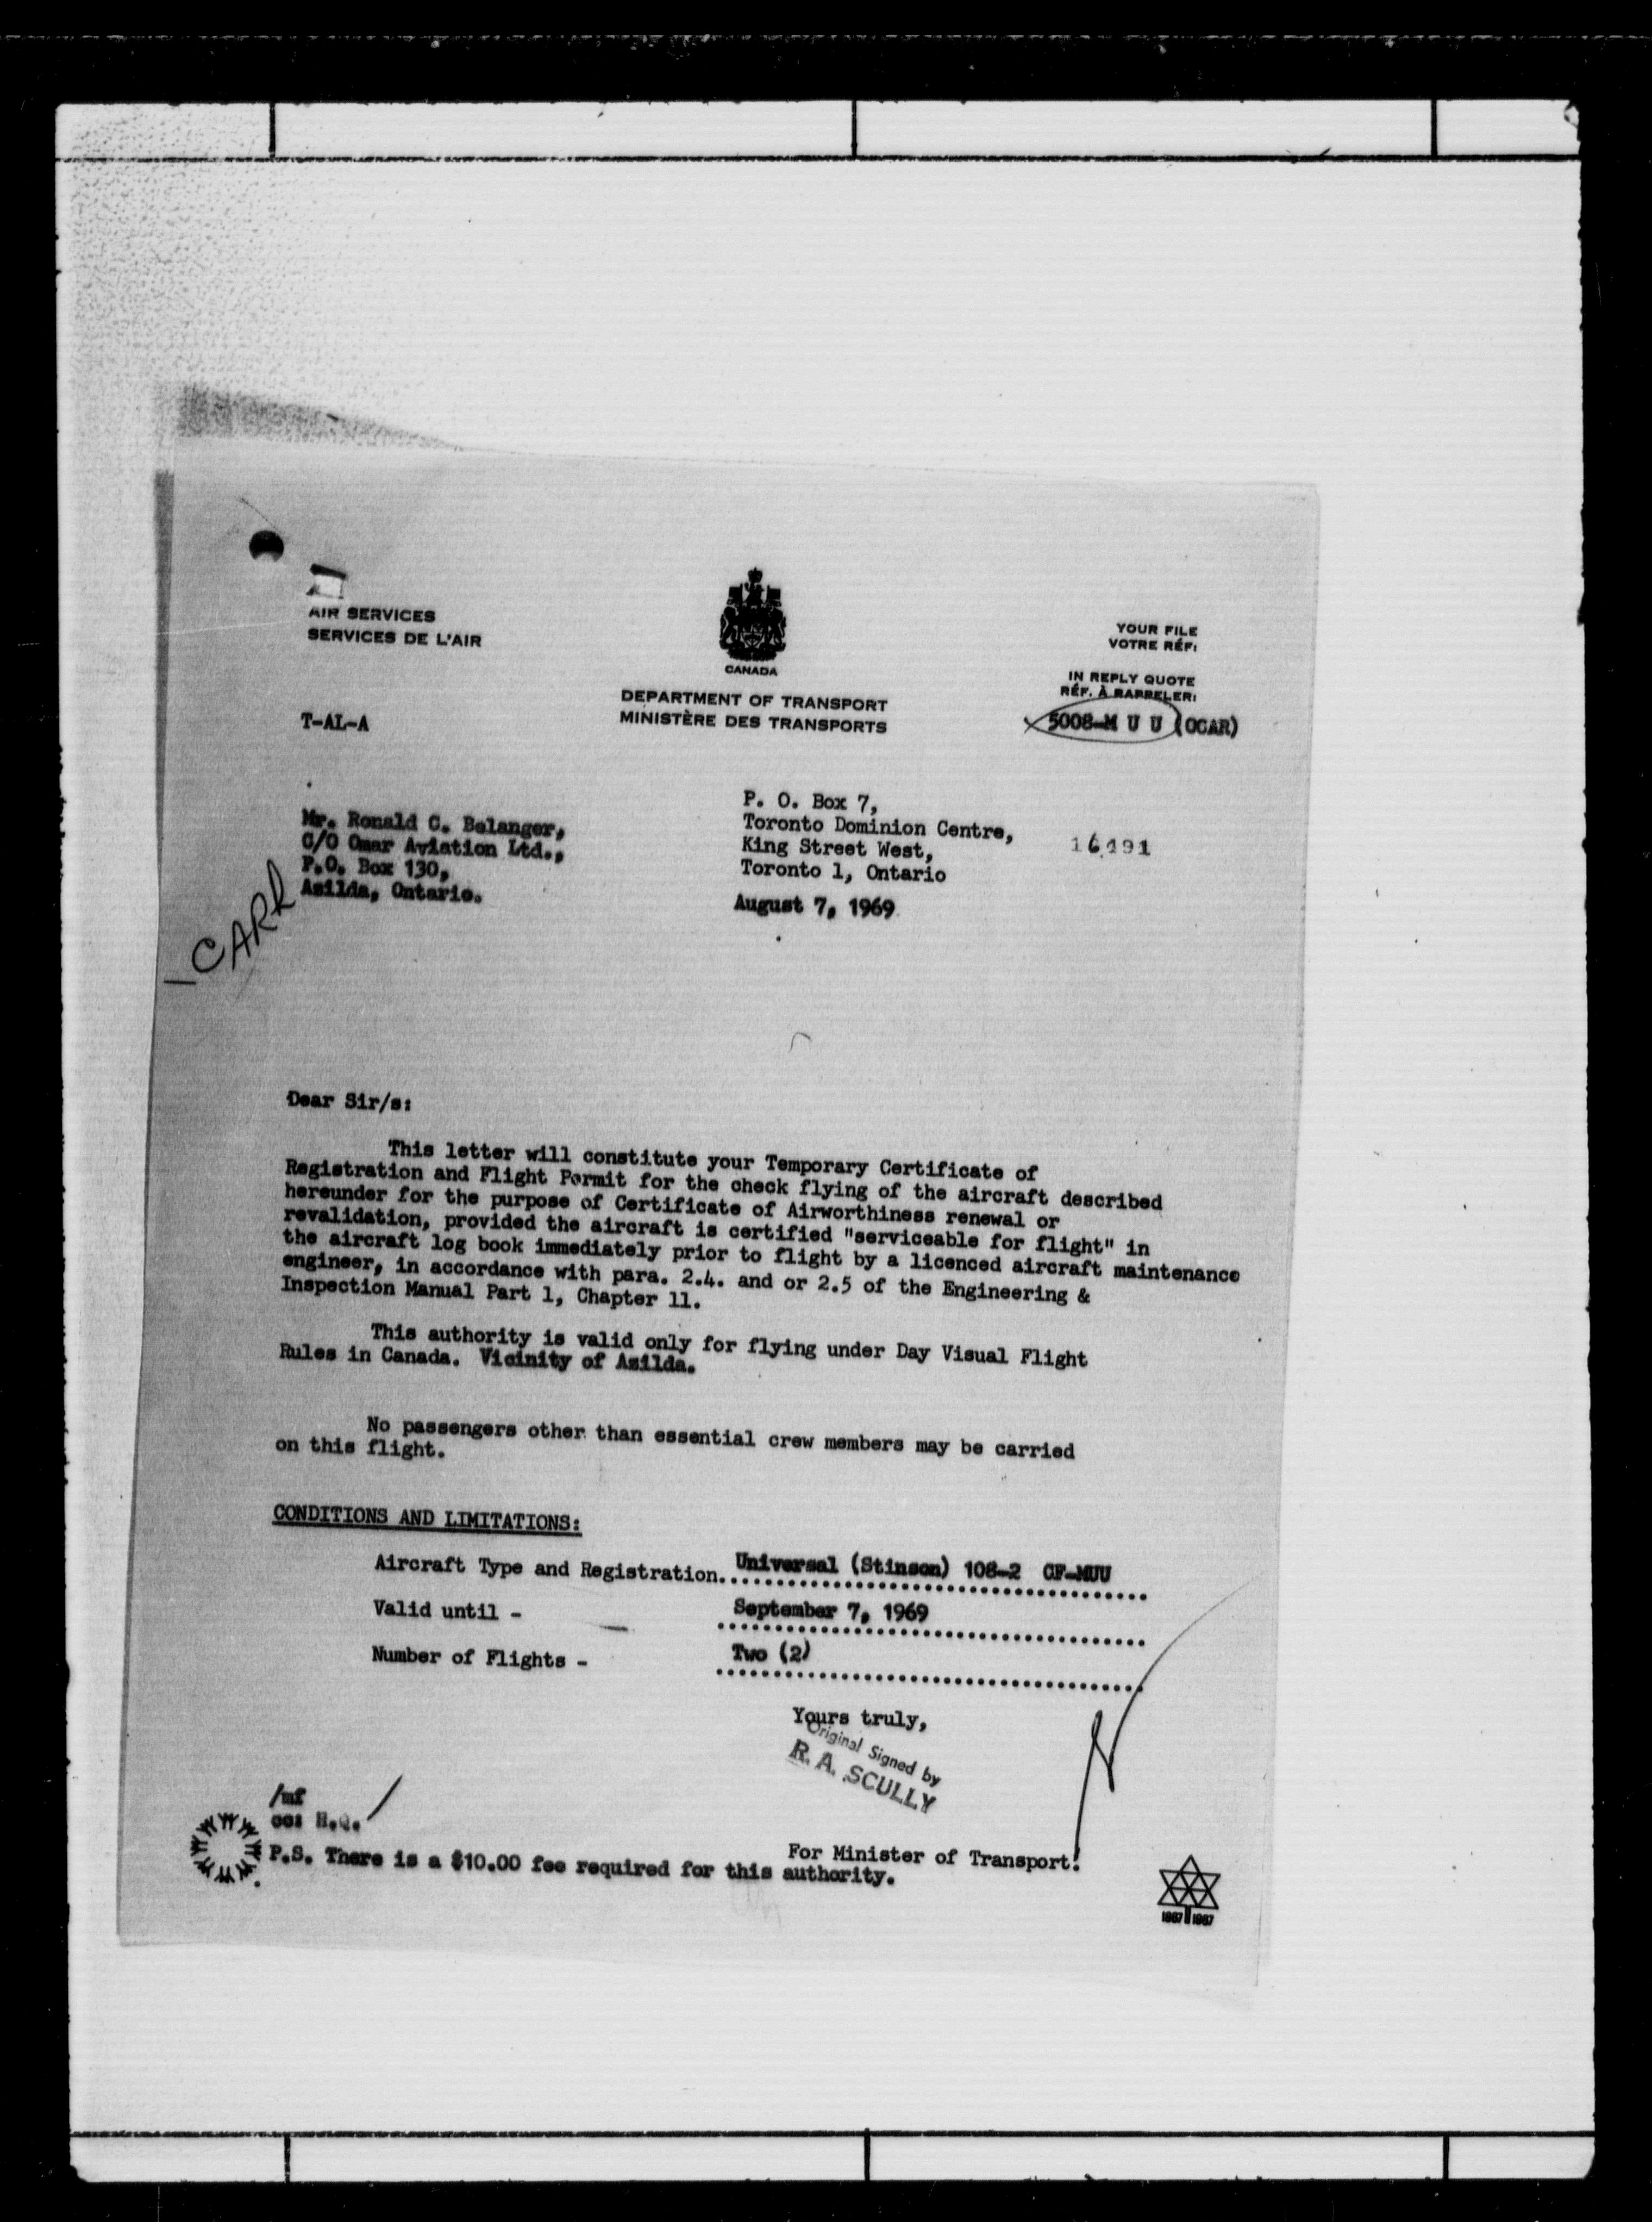 AIR SERVICES
SERVICES DE L'AIR
CANADA
DEPARTMENT OF TRANSPORT
MINISTÈRE DES TRANSPORTS
YOUR FILE
VOTRE RÉF:
IN REPLY QUOTE
RÉF. À RAPPELER:
T-AL-A
5008-M U U (OCAR)
Mr. Ronald C. Belanger,
C/O Omar Aviation Ltd.,
P.O. Box 130,
Azilda, Ontario.
P. O. Box 7,
Toronto Dominion Centre,
King Street West,
Toronto 1, Ontario
August 7, 1969
16491
CARR
Dear Sir/s:
This letter will constitute your Temporary Certificate of
Registration and Flight Permit for the check flying of the aircraft described
hereunder for the purpose of Certificate of Airworthiness renewal or
revalidation, provided the aircraft is certified "serviceable for flight" in
the aircraft log book immediately prior to flight by a licenced aircraft maintenance
engineer, in accordance with para. 2.4. and or 2.5 of the Engineering &
Inspection Manual Part 1, Chapter 11.
This authority is valid only for flying under Day Visual Flight
Rules in Canada. Vicinity of Azilda.
No passengers other than essential crew members may be carried
on this flight.
CONDITIONS AND LIMITATIONS:
Aircraft Type and Registration. Universal (Stinson) 108-2 CF-MUU
Valid until - September 7, 1969
Number of Flights - Two (2)
Yours truly,
Original Signed by
R. A. SCULLY
/mf
cc: H.Q.
For Minister of Transport.
P.S. There is a $10.00 fee required for this authority.
1867 1967